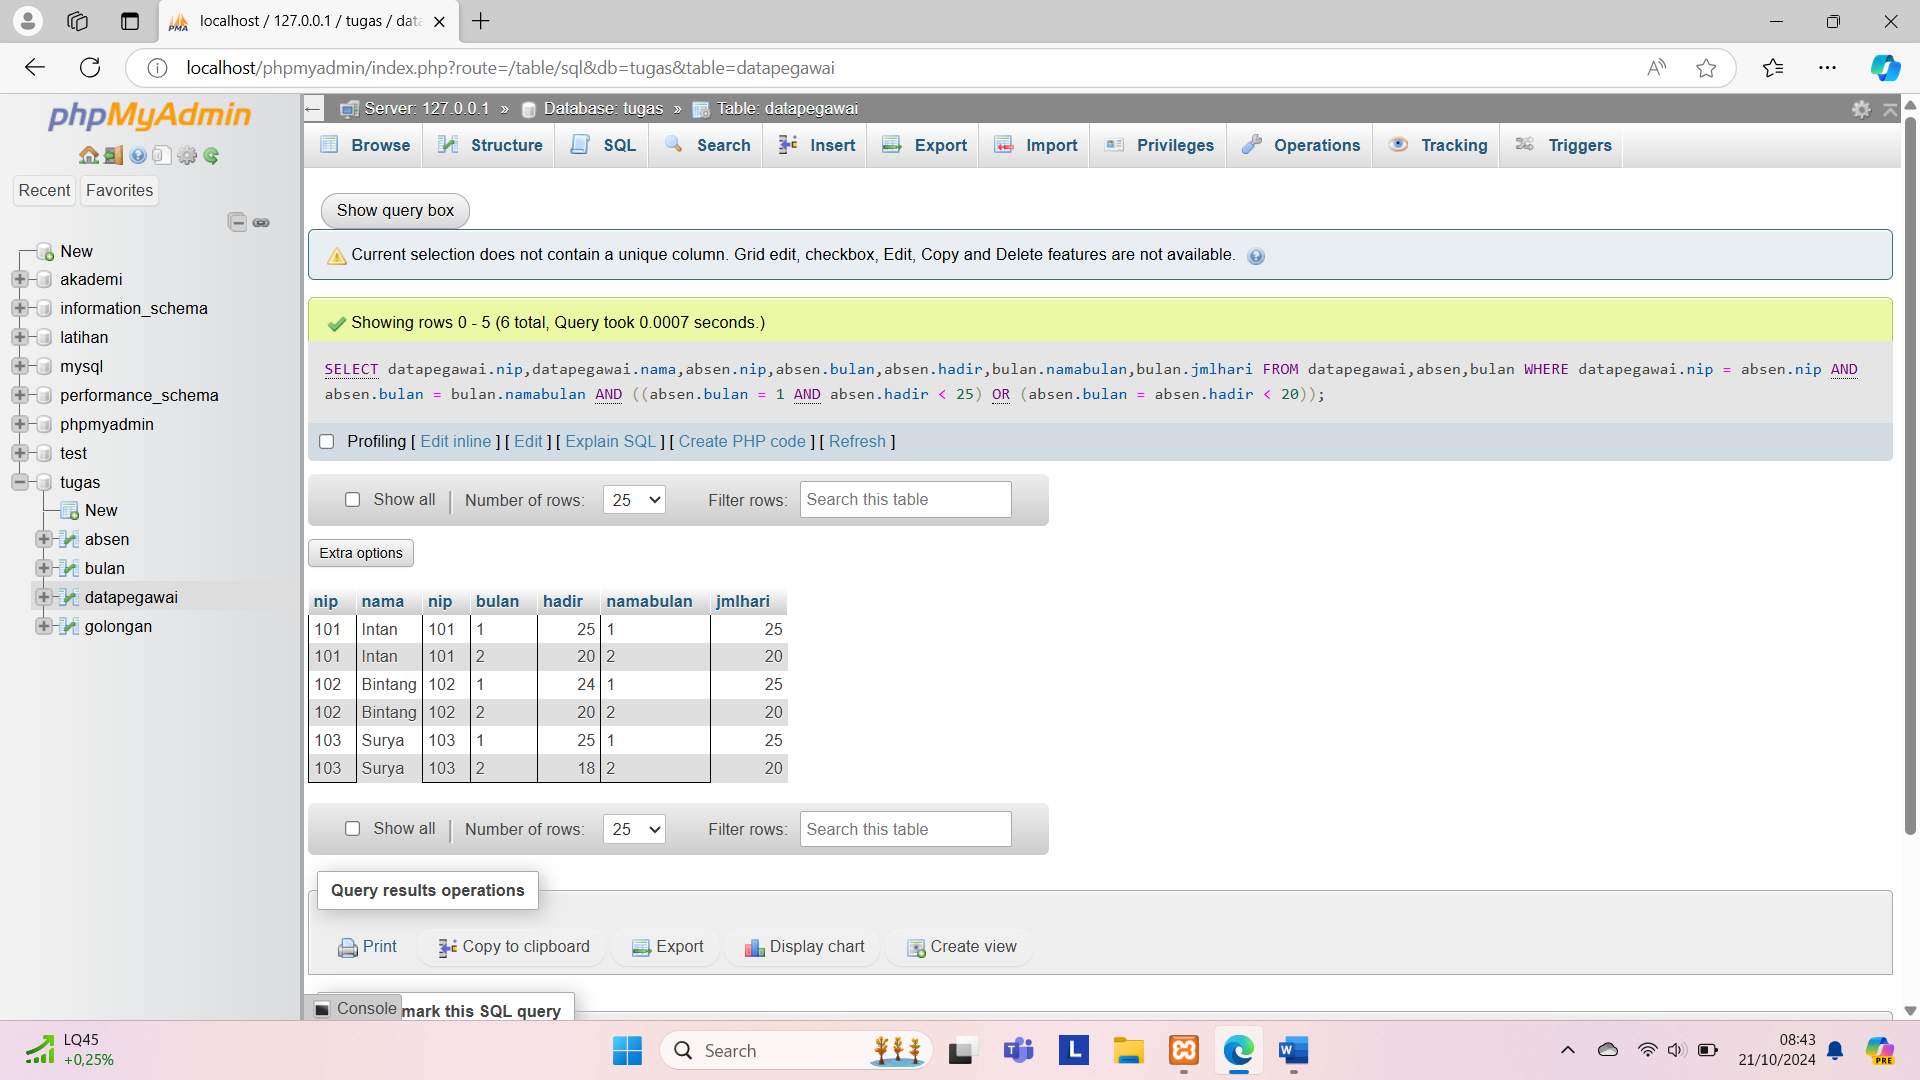 localhost / 127.0.0.1 / tugas / data
localhost/phpmyadmin/index.php?route=/table/sql&db=tugas&table=datapegawai
phpMyAdmin
Recent Favorites
New
akademi
information_schema
latihan
mysql
performance_schema
phpmyadmin
test
tugas
New
absen
bulan
datapegawai
golongan
Server: 127.0.0.1 » Database: tugas » Table: datapegawai
Browse Structure SQL Search Insert Export Import Privileges Operations Tracking Triggers
Show query box
Current selection does not contain a unique column. Grid edit, checkbox, Edit, Copy and Delete features are not available.
Showing rows 0 - 5 (6 total, Query took 0.0007 seconds.)
SELECT datapegawai.nip,datapegawai.nama,absen.nip,absen.bulan,absen.hadir,bulan.namabulan,bulan.jmlhari FROM datapegawai,absen,bulan WHERE datapegawai.nip = absen.nip AND
absen.bulan = bulan.namabulan AND ((absen.bulan = 1 AND absen.hadir < 25) OR (absen.bulan = absen.hadir < 20));
Profiling [ Edit inline ] [ Edit ] [ Explain SQL ] [ Create PHP code ] [ Refresh ]
Show all Number of rows: 25 Filter rows: Search this table
Extra options
nip nama nip bulan hadir namabulan jmlhari
101 Intan 101 1 25 1 25
101 Intan 101 2 20 2 20
102 Bintang 102 1 24 1 25
102 Bintang 102 2 20 2 20
103 Surya 103 1 25 1 25
103 Surya 103 2 18 2 20
Show all Number of rows: 25 Filter rows: Search this table
Query results operations
Print Copy to clipboard Export Display chart Create view
Console mark this SQL query
LQ45
+0,25%
Search
08:43
21/10/2024